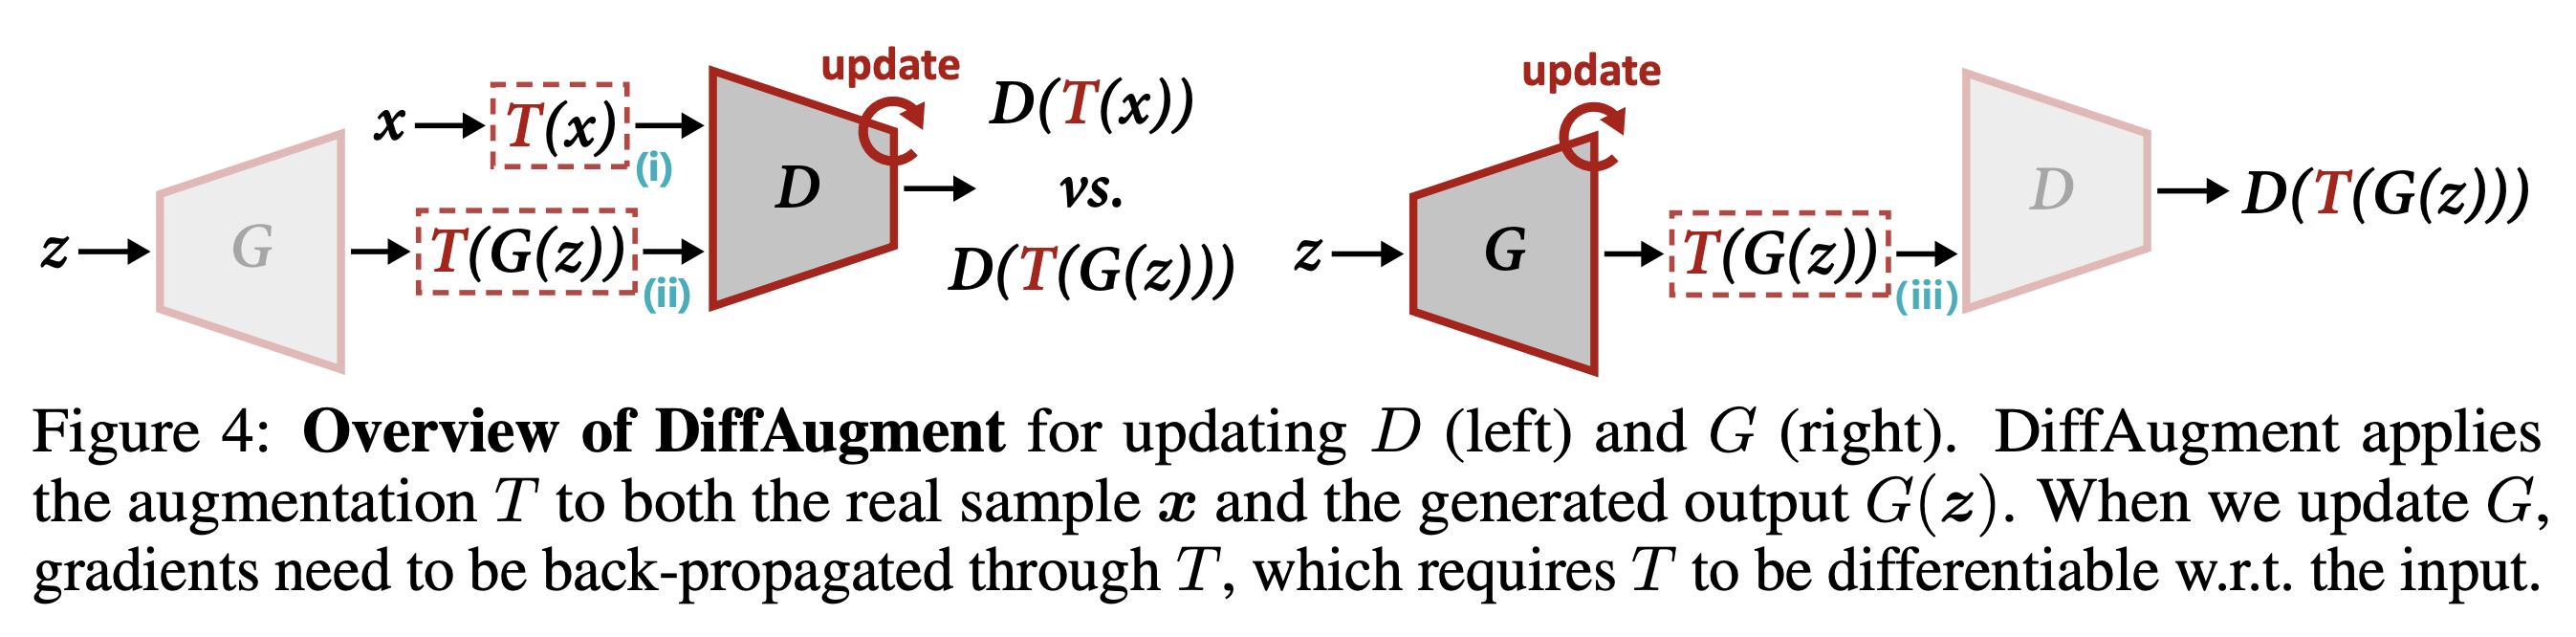 update
x → T(x) (i)
D
D(T(x))
vs.
D(T(G(z)))
z → G → T(G(z)) (ii)
update
z → G → T(G(z)) (iii)
D
D(T(G(z)))
Figure 4: Overview of DiffAugment for updating D (left) and G (right). DiffAugment applies
the augmentation T to both the real sample x and the generated output G(z). When we update G,
gradients need to be back-propagated through T, which requires T to be differentiable w.r.t. the input.